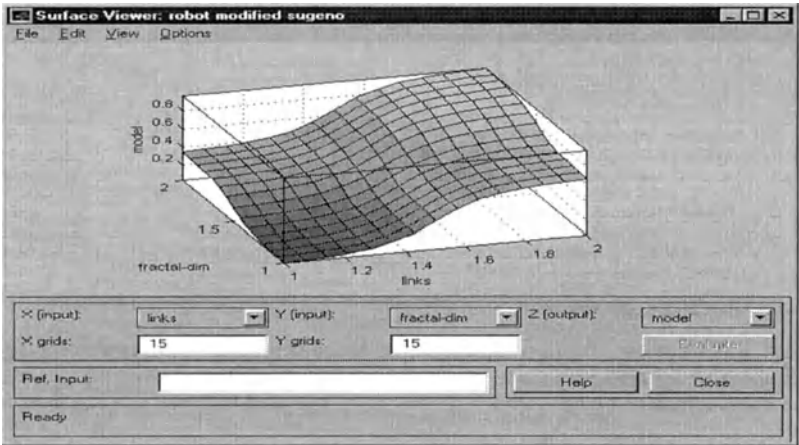 Surface Viewer: robot modified sugeno
File Edit View Options
0.8
0.6
0.4
0.2
model
2
1.5
1
fractal-dim
1
1.2
1.4
1.6
1.8
2
links
X (input): links Y (input): fractal-dim Z (output): model
X grids: 15 Y grids: 15 Evaluate
Ref. Input: Help Close
Ready